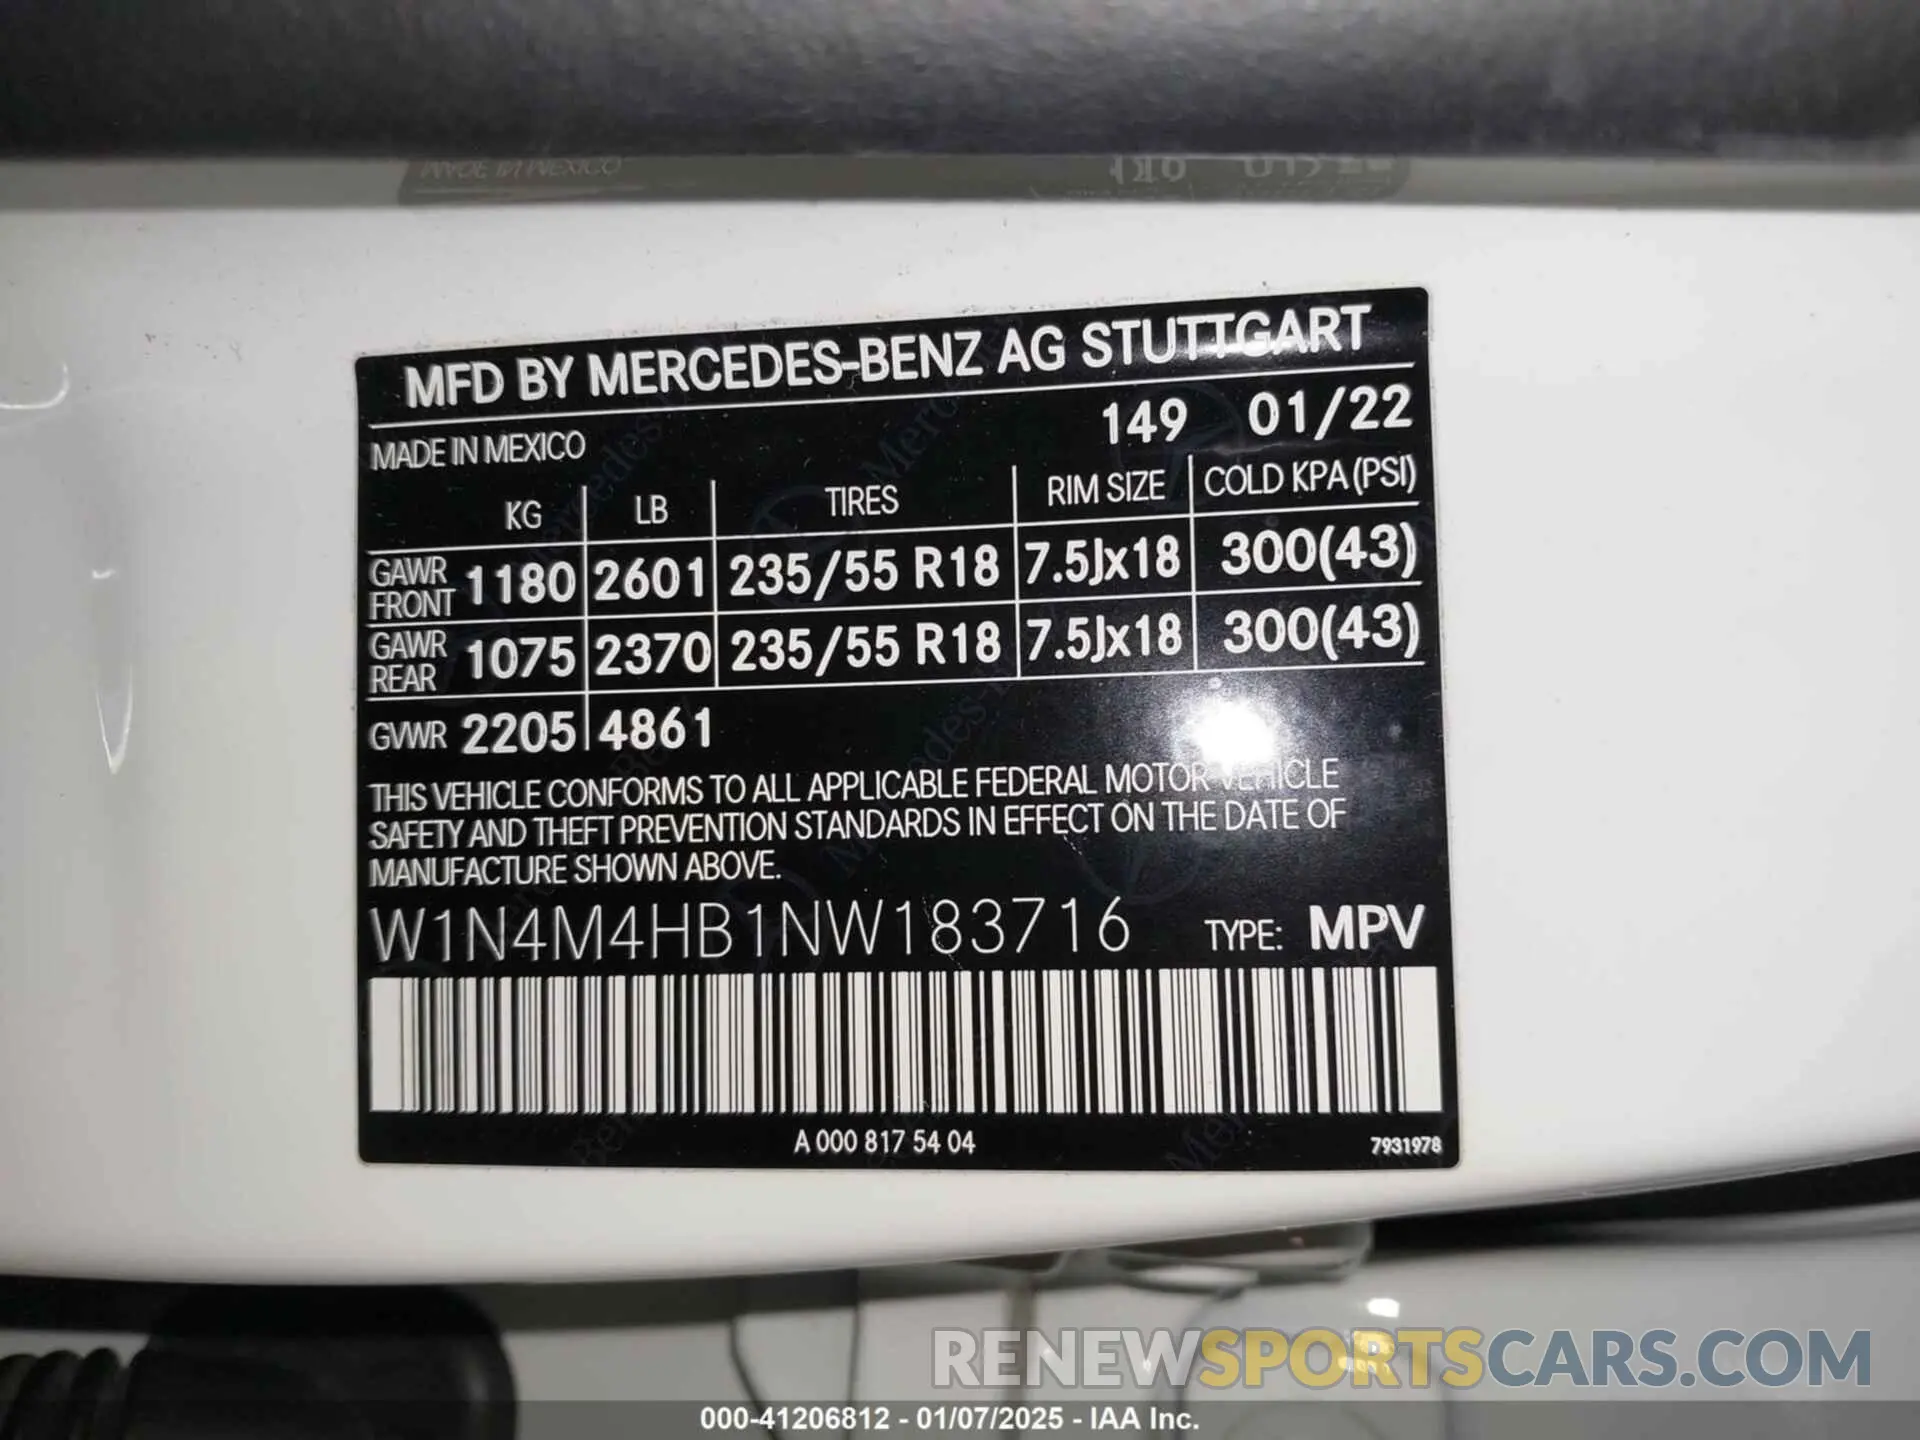 MADE IN MEXICO
MFD BY MERCEDES-BENZ AG STUTTGART
MADE IN MEXICO 149 01/22
KG LB TIRES RIM SIZE COLD KPA (PSI)
GAWR FRONT 1180 2601 235/55 R18 7.5Jx18 300(43)
GAWR REAR 1075 2370 235/55 R18 7.5Jx18 300(43)
GVWR 2205 4861
THIS VEHICLE CONFORMS TO ALL APPLICABLE FEDERAL MOTOR VEHICLE
SAFETY AND THEFT PREVENTION STANDARDS IN EFFECT ON THE DATE OF
MANUFACTURE SHOWN ABOVE.
W1N4M4HB1NW183716 TYPE: MPV
A 000 817 54 04 7931978
RENEWSPORTSCARS.COM
000-41206812 - 01/07/2025 - IAA Inc.